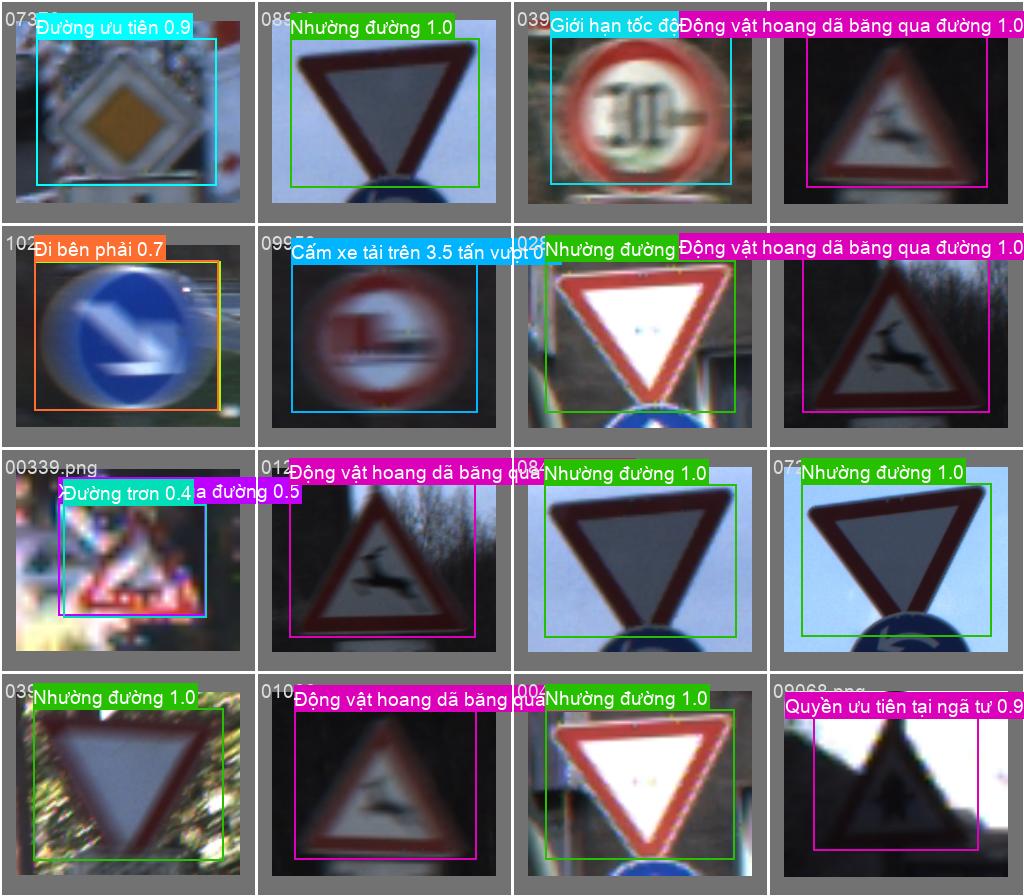 Đường ưu tiên 0.9
Nhường đường 1.0
Giới hạn tốc độ
Động vật hoang dã băng qua đường 1.0
Đi bên phải 0.7
Cấm xe tải trên 3.5 tấn vượt 0
Nhường đường
Động vật hoang dã băng qua đường 1.0
00339.png
Đường trơn 0.4
a đường 0.5
Động vật hoang dã băng qua
Nhường đường 1.0
Nhường đường 1.0
Nhường đường 1.0
Động vật hoang dã băng qua
Nhường đường 1.0
09068.png
Quyền ưu tiên tại ngã tư 0.9